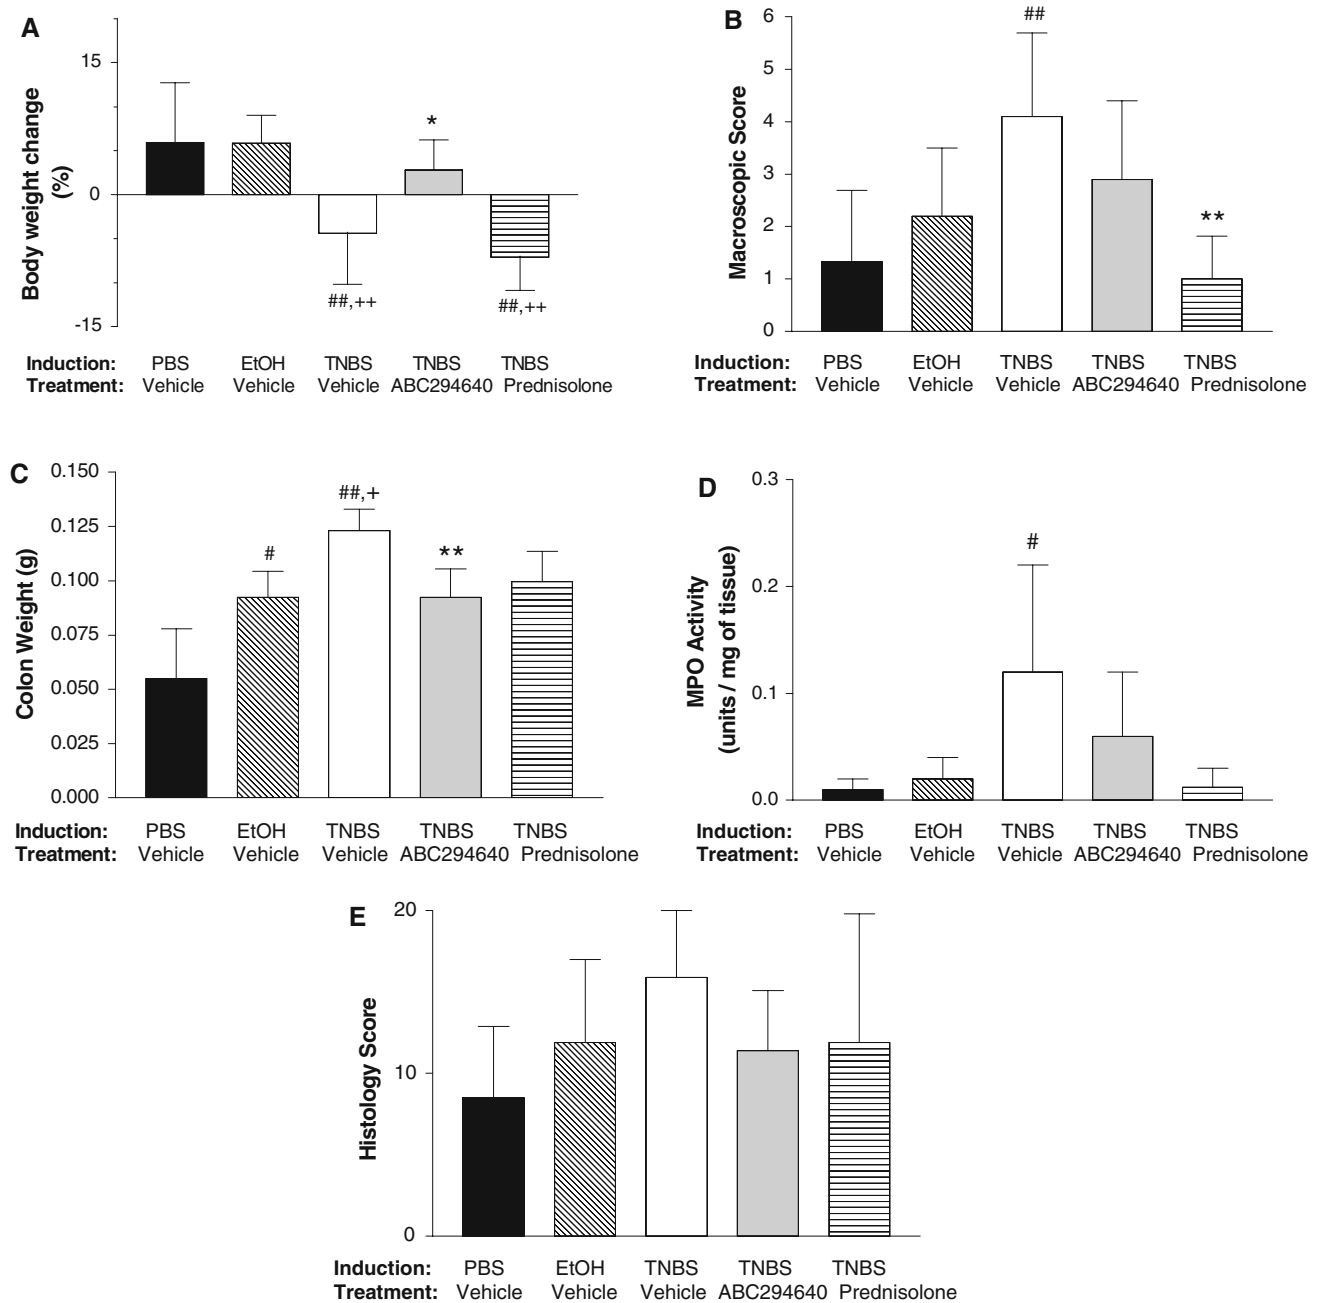 A
Body weight change
(%)
15
0
-15
*
##,++
##,++
Induction: PBS EtOH TNBS TNBS TNBS
Treatment: Vehicle Vehicle Vehicle ABC294640 Prednisolone
B
Macroscopic Score
6
5
4
3
2
1
0
##
**
Induction: PBS EtOH TNBS TNBS TNBS
Treatment: Vehicle Vehicle Vehicle ABC294640 Prednisolone
C
Colon Weight (g)
0.150
0.125
0.100
0.075
0.050
0.025
0.000
#
##,+
**
Induction: PBS EtOH TNBS TNBS TNBS
Treatment: Vehicle Vehicle Vehicle ABC294640 Prednisolone
D
MPO Activity
(units / mg of tissue)
0.3
0.2
0.1
0.0
#
Induction: PBS EtOH TNBS TNBS TNBS
Treatment: Vehicle Vehicle Vehicle ABC294640 Prednisolone
E
Histology Score
20
10
0
Induction: PBS EtOH TNBS TNBS TNBS
Treatment: Vehicle Vehicle Vehicle ABC294640 Prednisolone